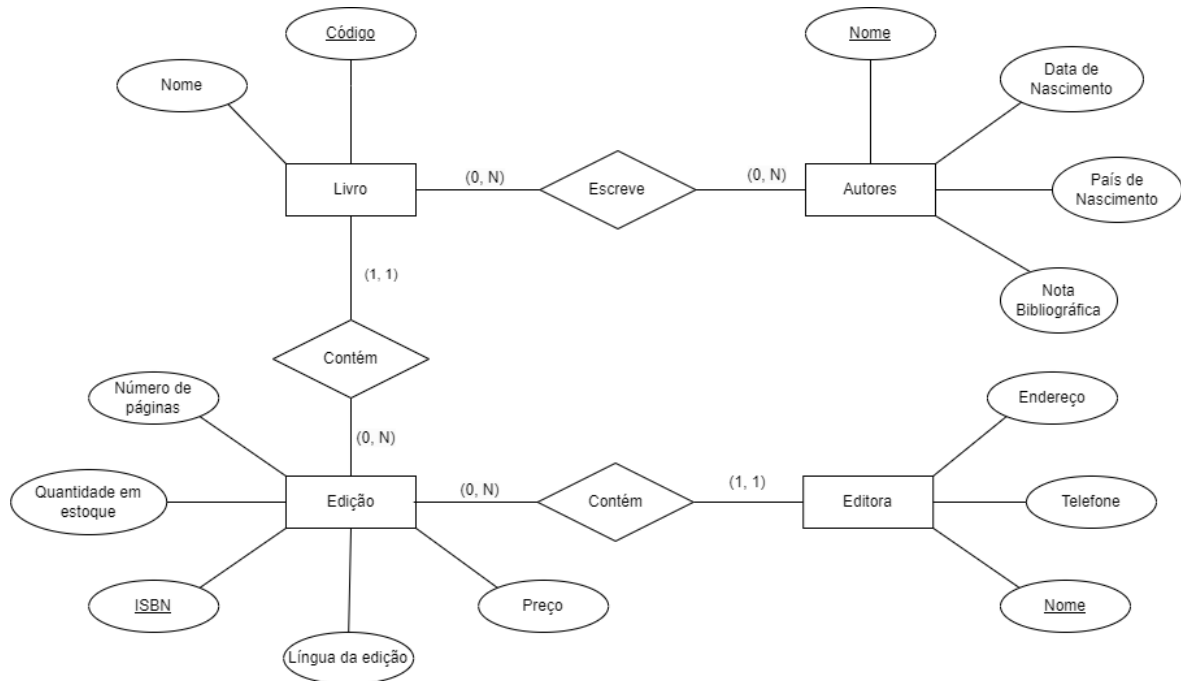 Código
Nome
Nome
Data de
Nascimento
Livro
(0, N)
Escreve
(0, N)
Autores
País de
Nascimento
(1, 1)
Nota
Bibliográfica
Contém
Número de
páginas
Endereço
(0, N)
Quantidade em
estoque
Edição
(0, N)
Contém
(1, 1)
Editora
Telefone
ISBN
Preço
Nome
Língua da edição